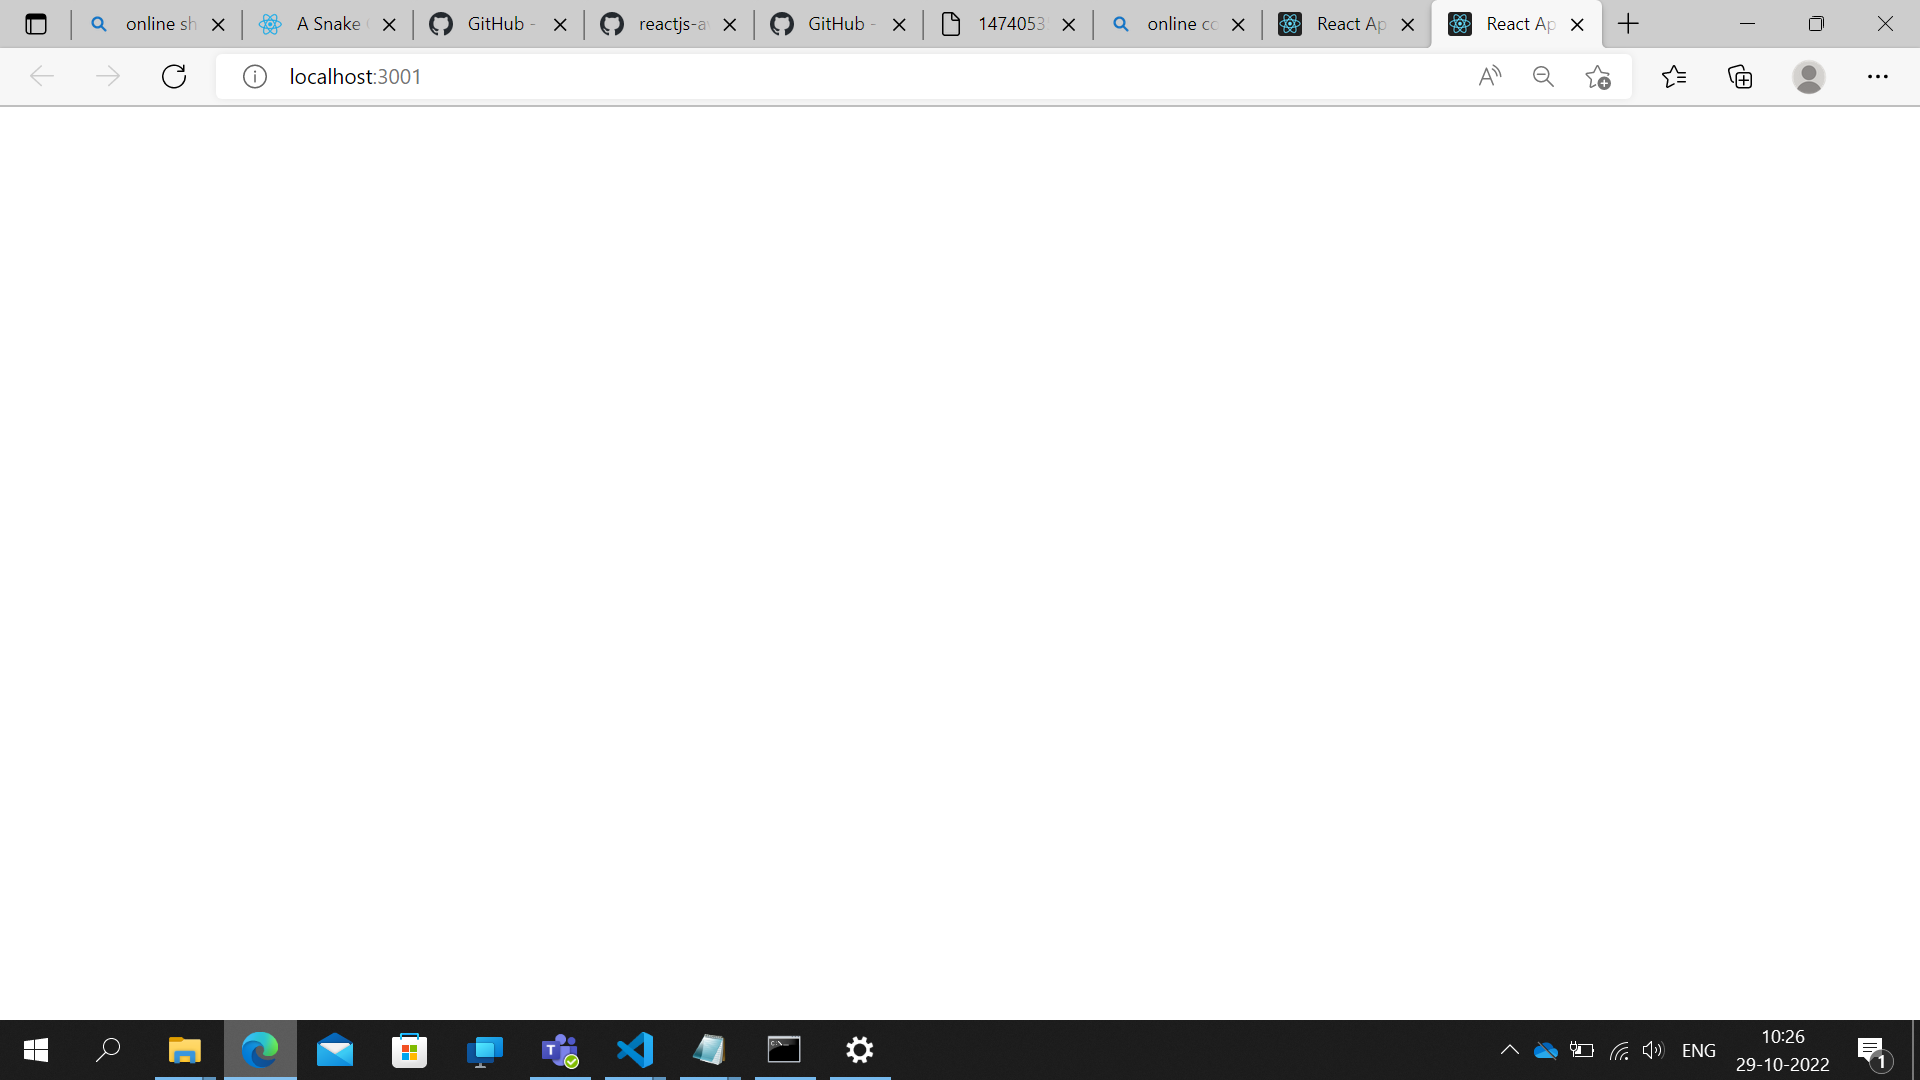 online sh
A Snake
GitHub -
reactjs-a
GitHub -
1474053
online co
React Ap
React Ap
localhost:3001
ENG
10:26
29-10-2022
1